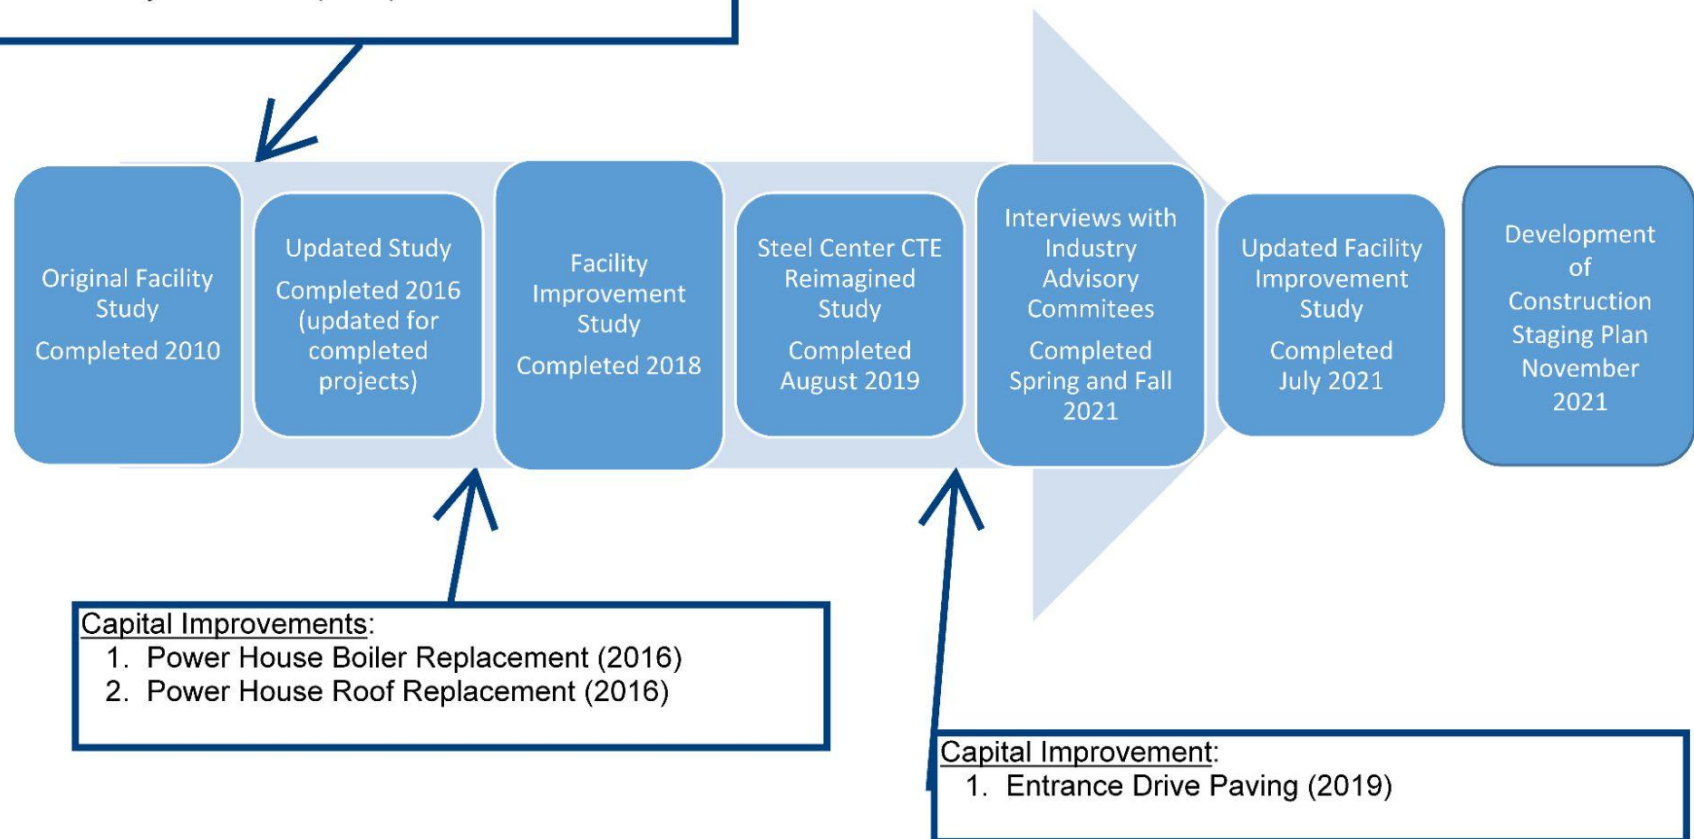 Original Facility
Study
Completed 2010
Updated Study
Completed 2016
(updated for
completed
projects)
Facility
Improvement
Study
Completed 2018
Steel Center CTE
Reimagined
Study
Completed
August 2019
Interviews with
Industry
Advisory
Commitees
Completed
Spring and Fall
2021
Updated Facility
Improvement
Study
Completed
July 2021
Development
of
Construction
Staging Plan
November
2021
Capital Improvements:
1. Power House Boiler Replacement (2016)
2. Power House Roof Replacement (2016)
Capital Improvement:
1. Entrance Drive Paving (2019)